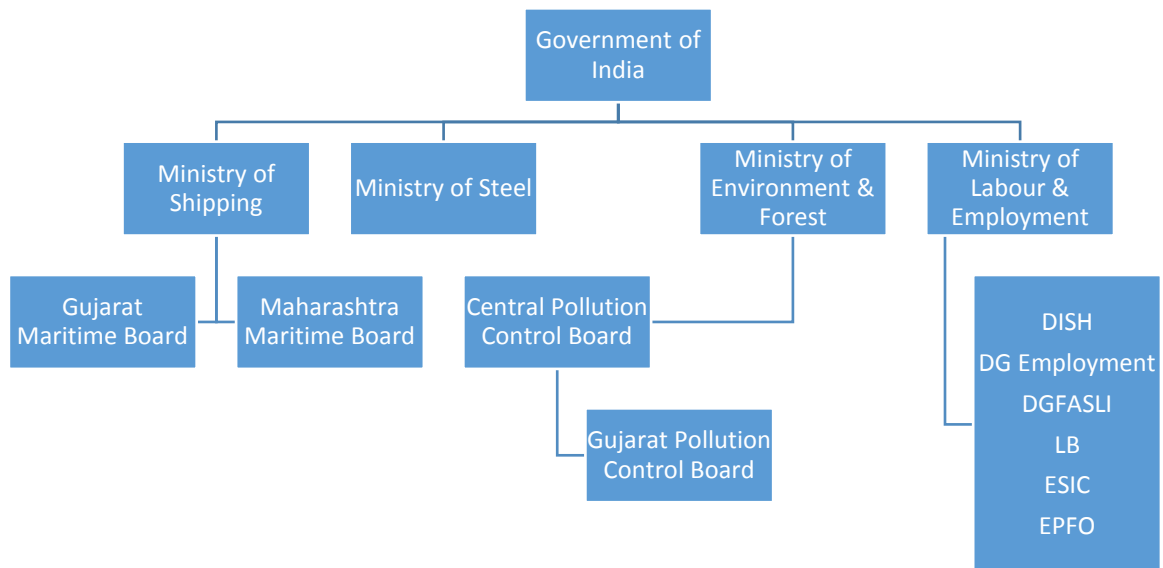 Government of
India
Ministry of
Shipping
Ministry of Steel
Ministry of
Environment &
Forest
Ministry of
Labour &
Employment
Gujarat
Maritime Board
Maharashtra
Maritime Board
Central Pollution
Control Board
Gujarat Pollution
Control Board
DISH
DG Employment
DGFASLI
LB
ESIC
EPFO